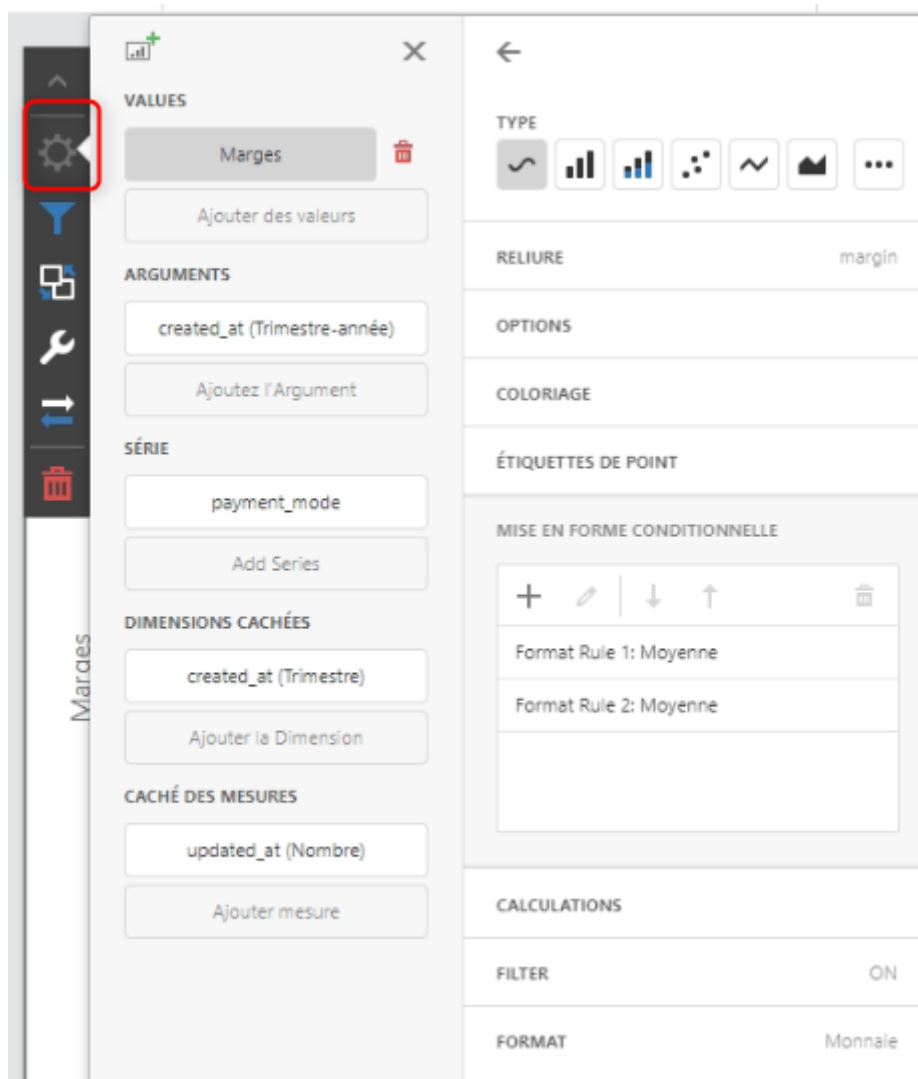 VALUES
Marges
Ajouter des valeurs
ARGUMENTS
created_at (Trimestre-année)
Ajoutez l'Argument
SÉRIE
payment_mode
Add Series
DIMENSIONS CACHÉES
created_at (Trimestre)
Ajouter la Dimension
CACHÉ DES MESURES
updated_at (Nombre)
Ajouter mesure
Marges
TYPE
RELIURE margin
OPTIONS
COLORIAGE
ÉTIQUETTES DE POINT
MISE EN FORME CONDITIONNELLE
Format Rule 1: Moyenne
Format Rule 2: Moyenne
CALCULATIONS
FILTER ON
FORMAT Monnaie